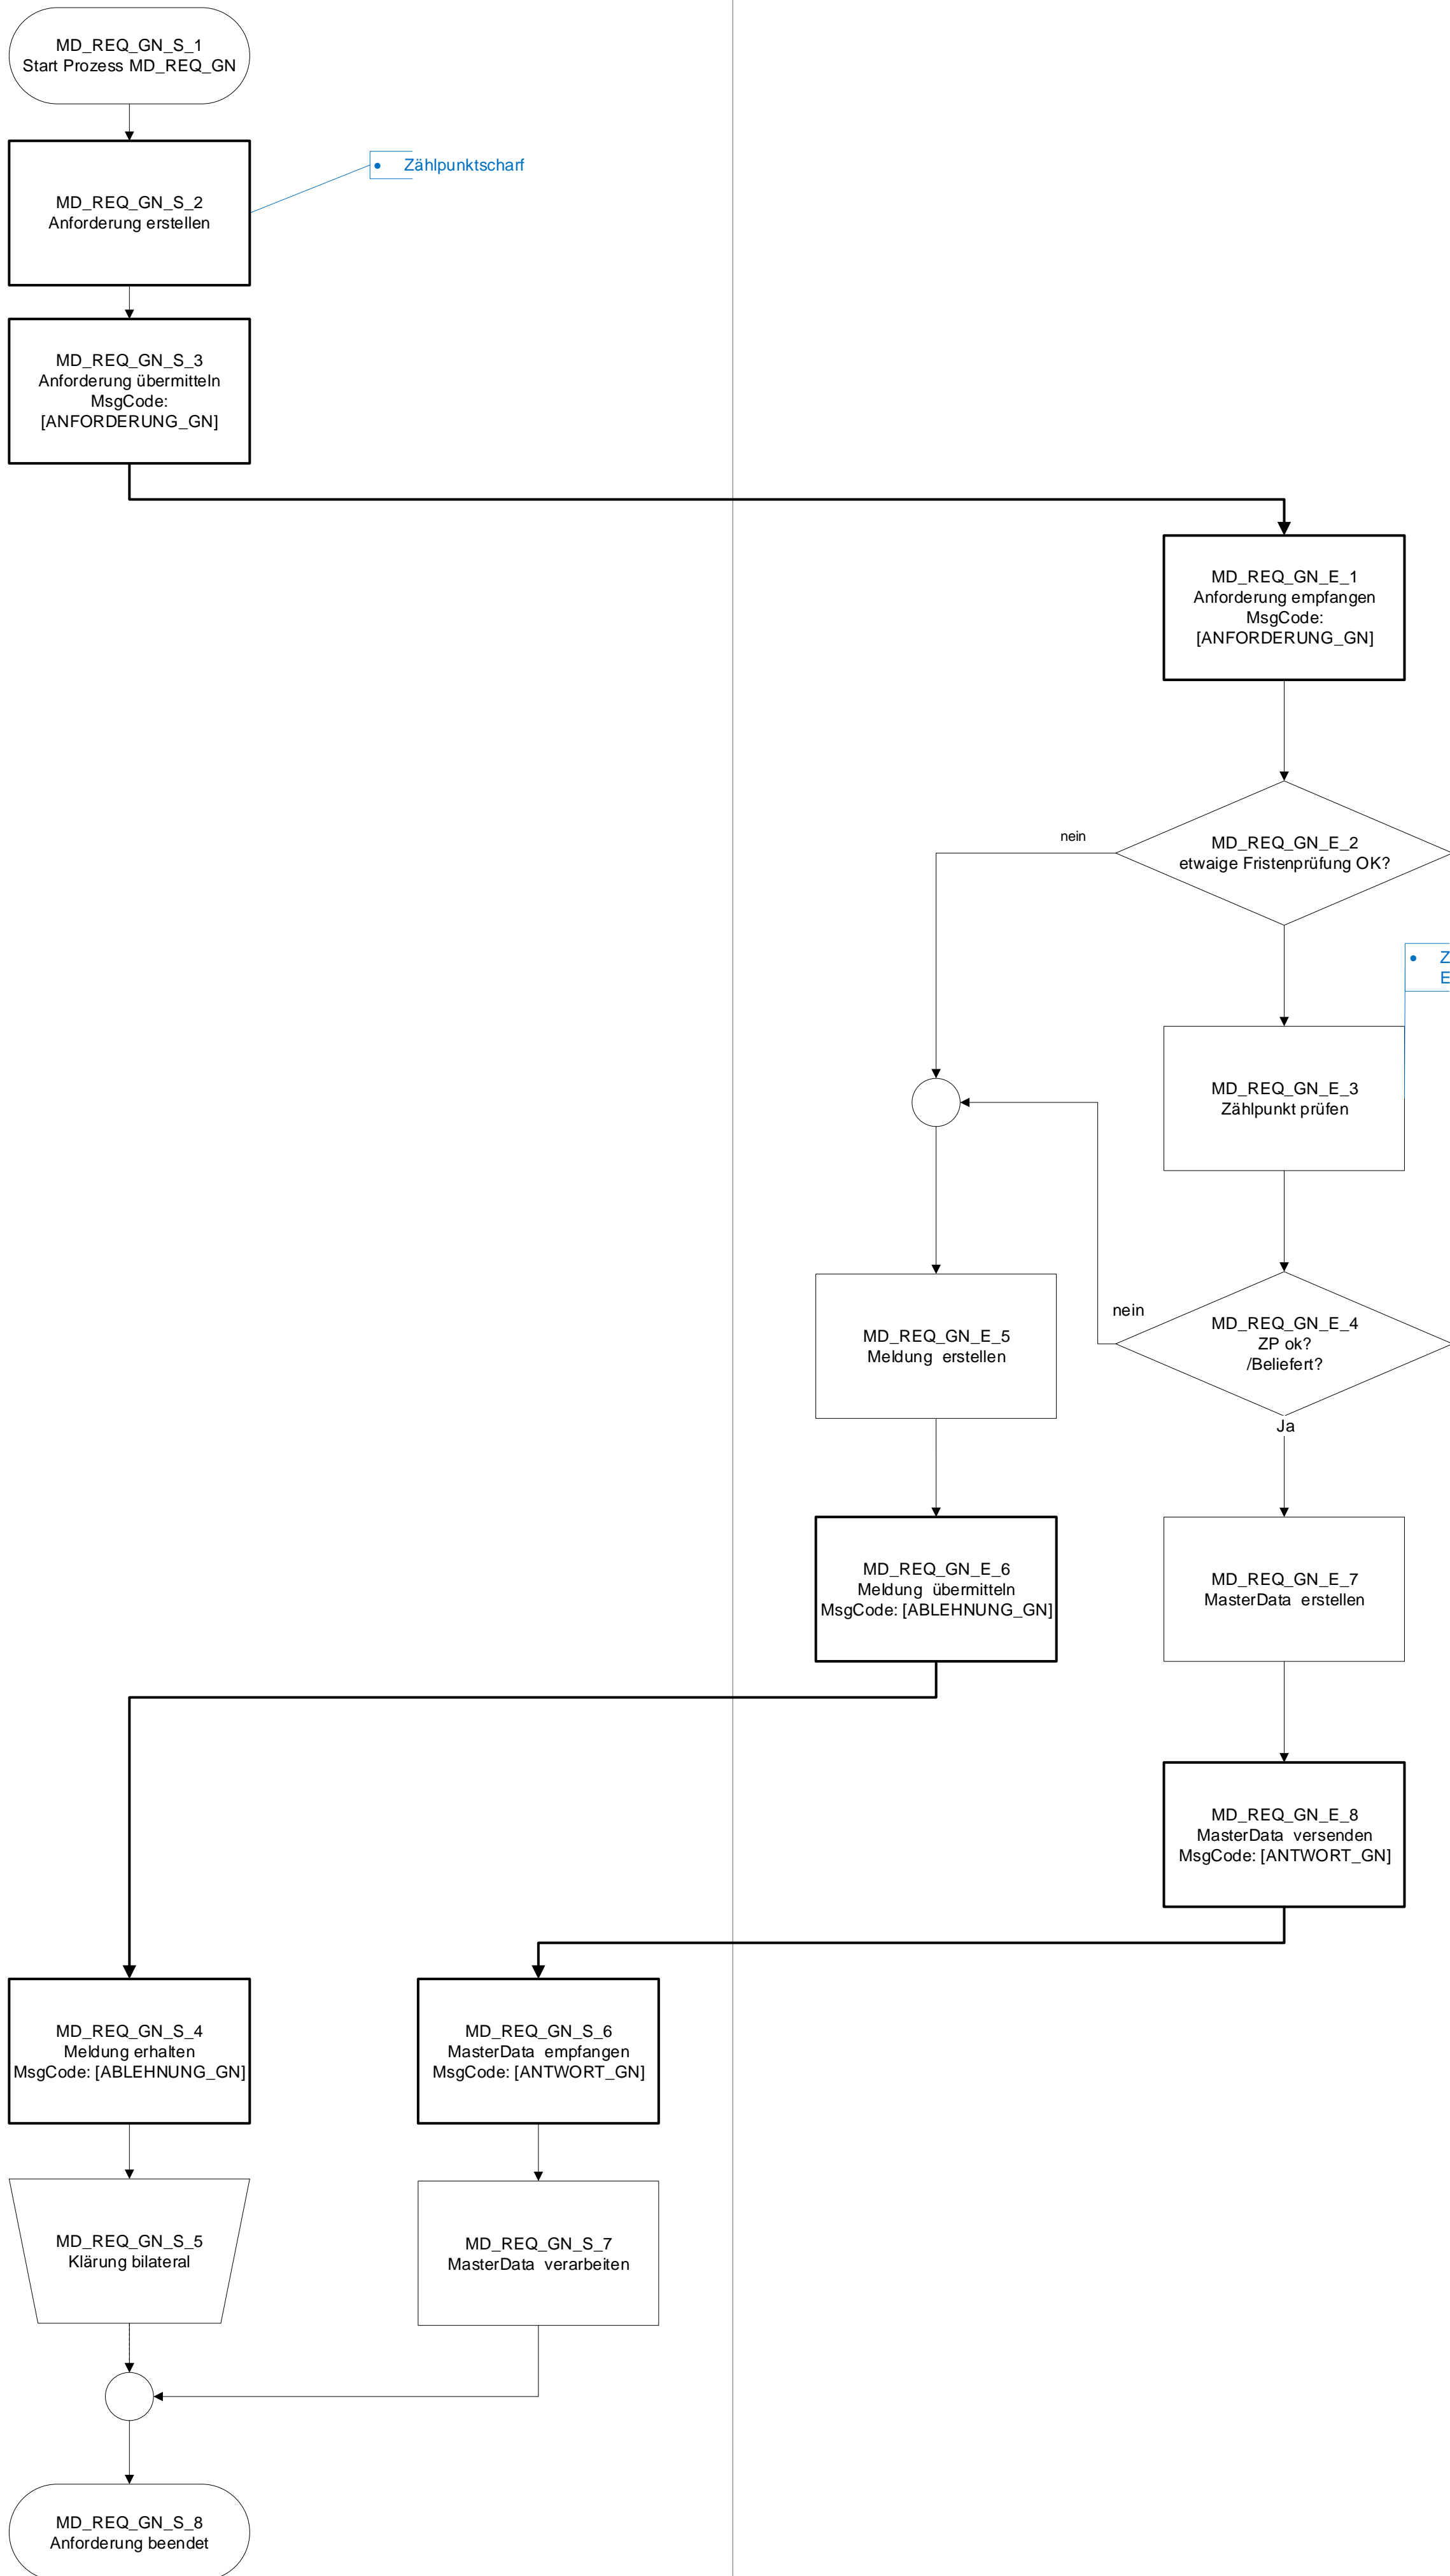 MD_REQ_GN_S_1
Start Prozess MD_REQ_GN
• Zählpunktscharf
MD_REQ_GN_S_2
Anforderung erstellen
MD_REQ_GN_S_3
Anforderung übermitteln
MsgCode:
[ANFORDERUNG_GN]
MD_REQ_GN_E_1
Anforderung empfangen
MsgCode:
[ANFORDERUNG_GN]
nein
MD_REQ_GN_E_2
etwaige Fristenprüfung OK?
• Z
E
MD_REQ_GN_E_3
Zählpunkt prüfen
nein
MD_REQ_GN_E_4
ZP ok?
/Beliefert?
Ja
MD_REQ_GN_E_5
Meldung erstellen
MD_REQ_GN_E_6
Meldung übermitteln
MsgCode: [ABLEHNUNG_GN]
MD_REQ_GN_E_7
MasterData erstellen
MD_REQ_GN_E_8
MasterData versenden
MsgCode: [ANTWORT_GN]
MD_REQ_GN_S_4
Meldung erhalten
MsgCode: [ABLEHNUNG_GN]
MD_REQ_GN_S_6
MasterData empfangen
MsgCode: [ANTWORT_GN]
MD_REQ_GN_S_5
Klärung bilateral
MD_REQ_GN_S_7
MasterData verarbeiten
MD_REQ_GN_S_8
Anforderung beendet